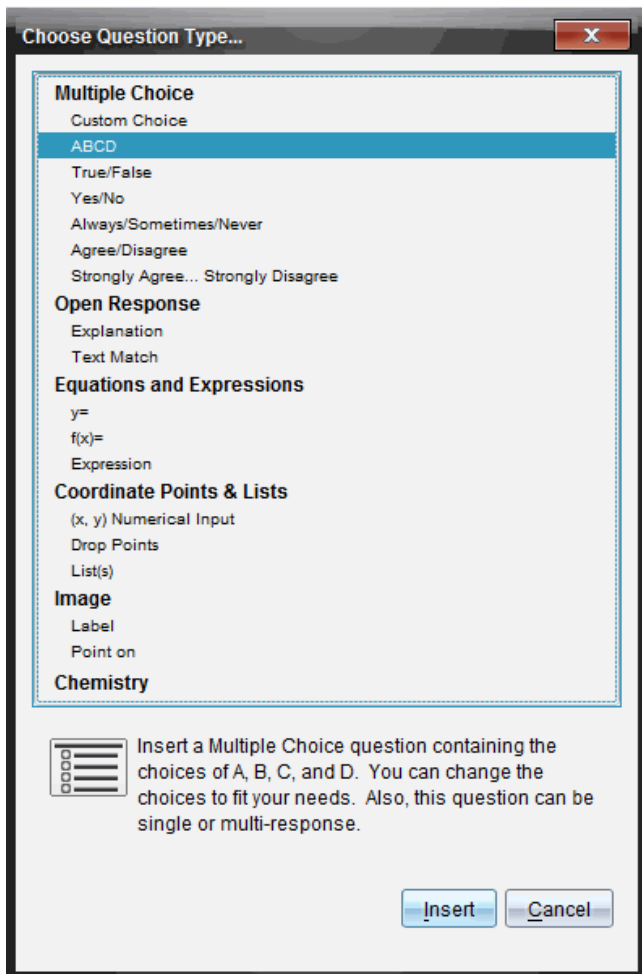 Choose Question Type...
x
Multiple Choice
Custom Choice
ABCD
True/False
Yes/No
Always/Sometimes/Never
Agree/Disagree
Strongly Agree... Strongly Disagree
Open Response
Explanation
Text Match
Equations and Expressions
y=
f(x)=
Expression
Coordinate Points & Lists
(x, y) Numerical Input
Drop Points
List(s)
Image
Label
Point on
Chemistry
Insert a Multiple Choice question containing the
choices of A, B, C, and D. You can change the
choices to fit your needs. Also, this question can be
single or multi-response.
Insert Cancel